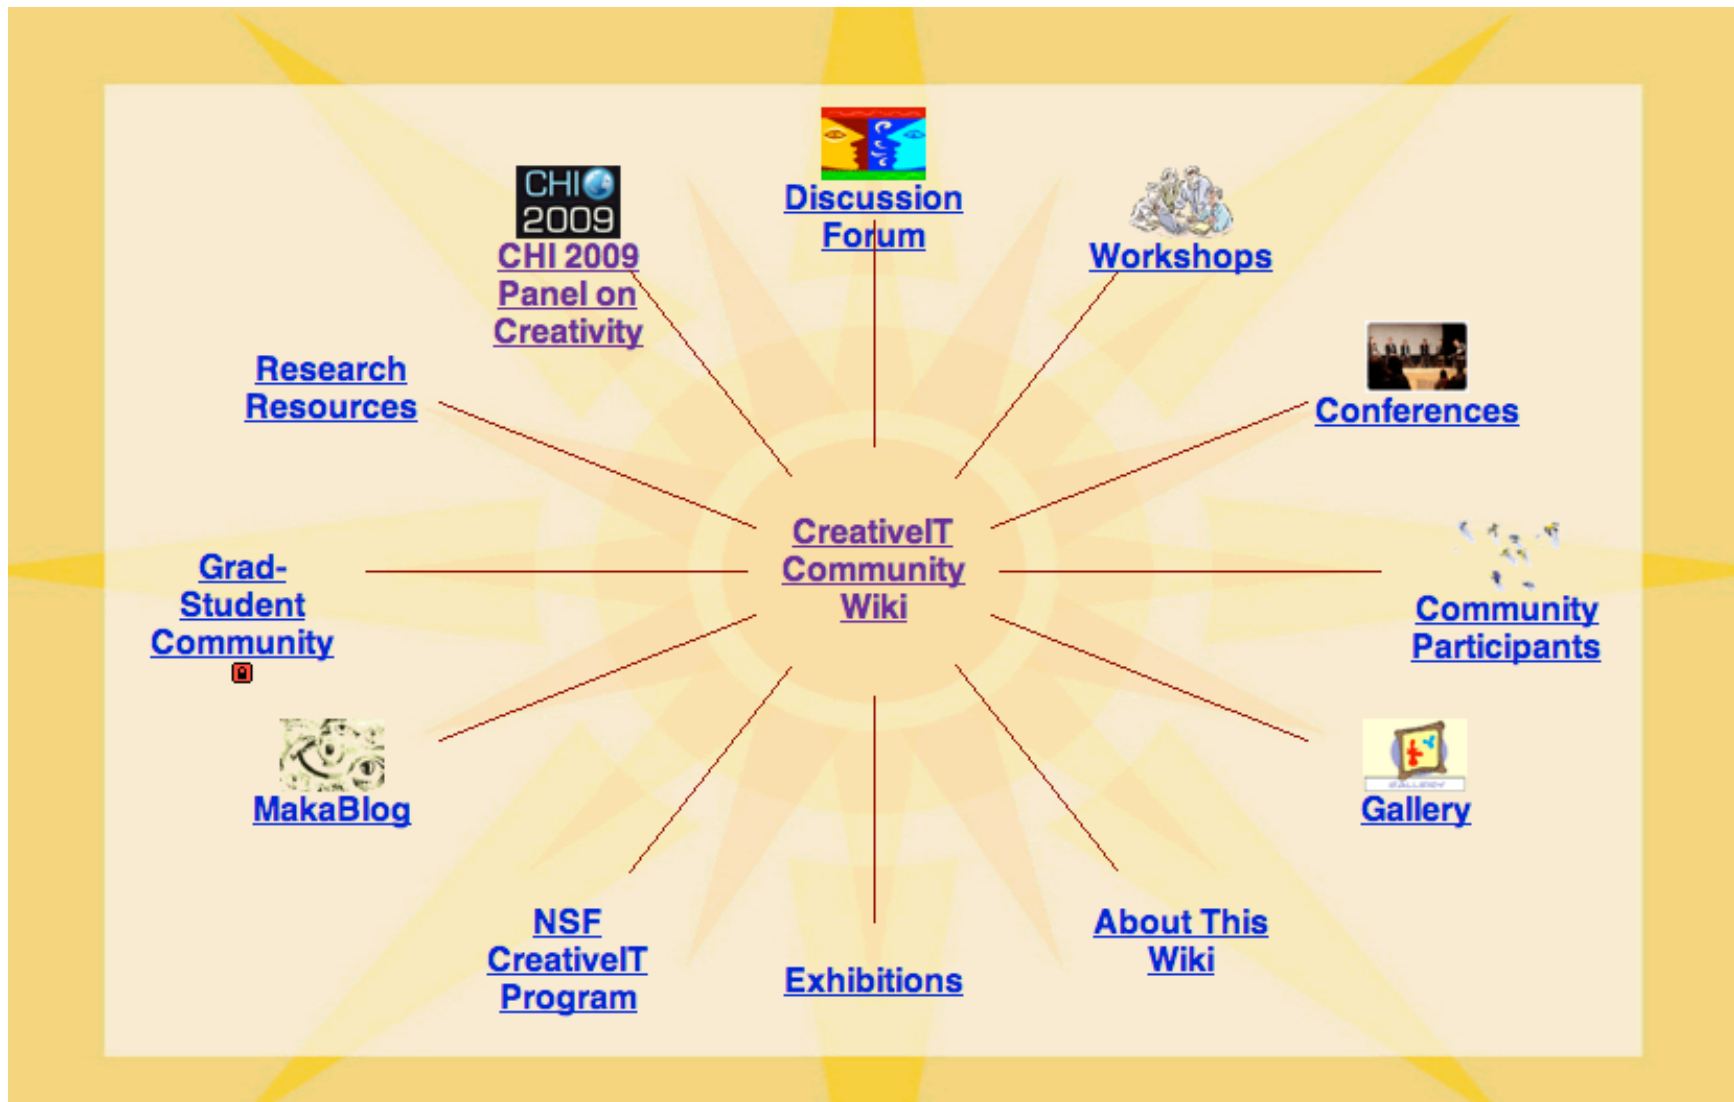 CHI
2009
CHI 2009
Panel on
Creativity
Discussion
Forum
Workshops
Research
Resources
Conferences
CreativeIT
Community
Wiki
Grad-
Student
Community
Community
Participants
MakaBlog
GALLERY
Gallery
NSF
CreativeIT
Program
Exhibitions
About This
Wiki